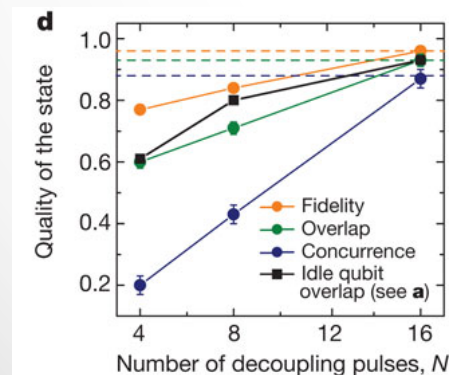 d
Quality of the state
1.0
0.8
0.6
0.4
0.2
Fidelity
Overlap
Concurrence
Idle qubit
overlap (see a)
4
8
12
16
Number of decoupling pulses, N